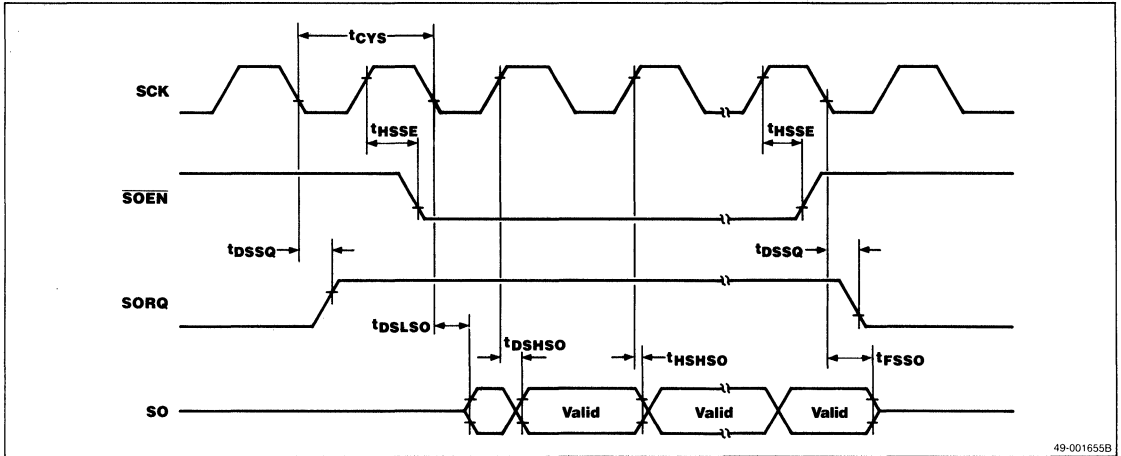 tCYS
SCK
tHSSE
tHSSE
SOEN
tDSSQ
tDSSQ
SORQ
tDSLSO
tDSHSO
tHSHSO
tFSSO
SO
Valid
Valid
Valid
49-001655B